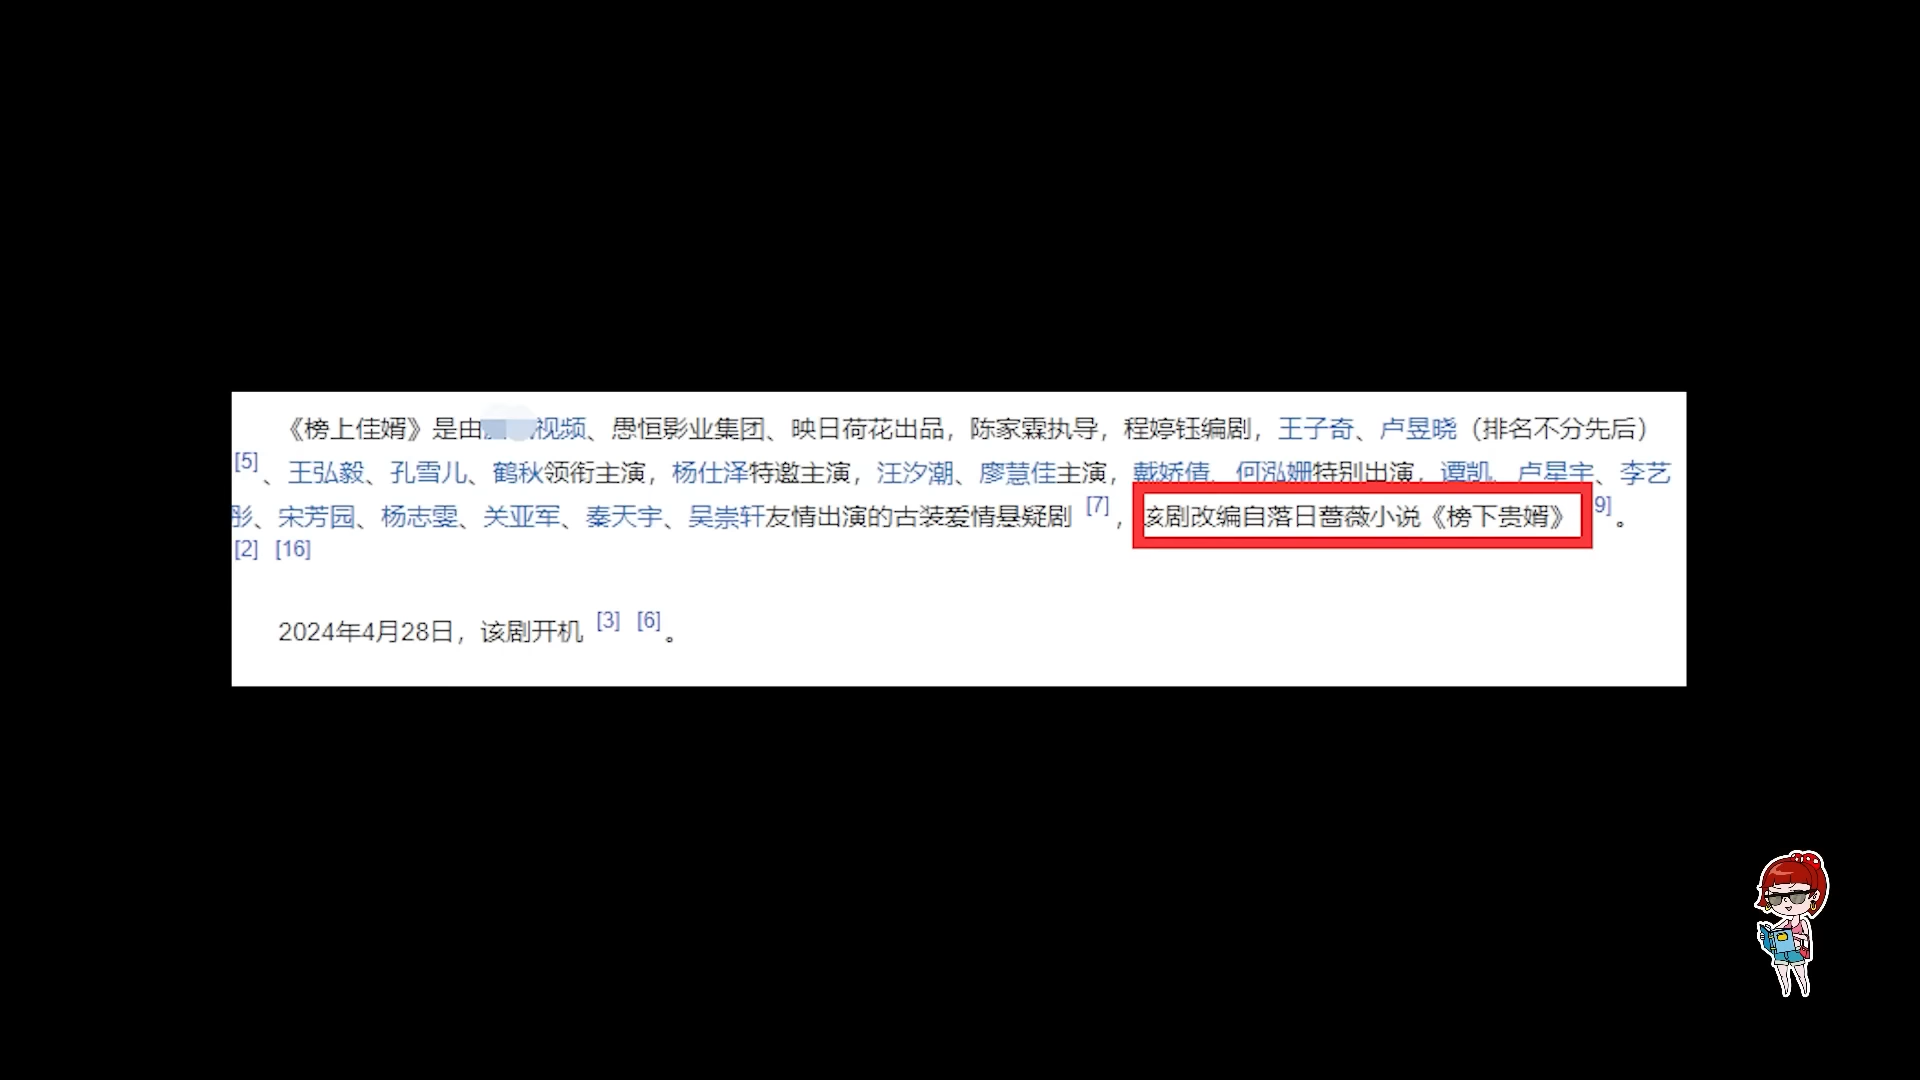 《榜上佳婿》是由视频、愚恒影业集团、映日荷花出品，陈家霖执导，程婷钰编剧，王子奇、卢昱晓（排名不分先后）
[5]、王弘毅、孔雪儿、鹤秋领衔主演，杨仕泽特邀主演，汪汐潮、廖慧佳主演，戴娇倩、何泓姗特别出演，谭凯、卢星宇、李艺
彤、宋芳园、杨志雯、关亚军、秦天宇、吴崇轩友情出演的古装爱情悬疑剧 [7]，该剧改编自落日蔷薇小说《榜下贵婿》 9]。
[2] [16]
2024年4月28日，该剧开机 [3] [6]。